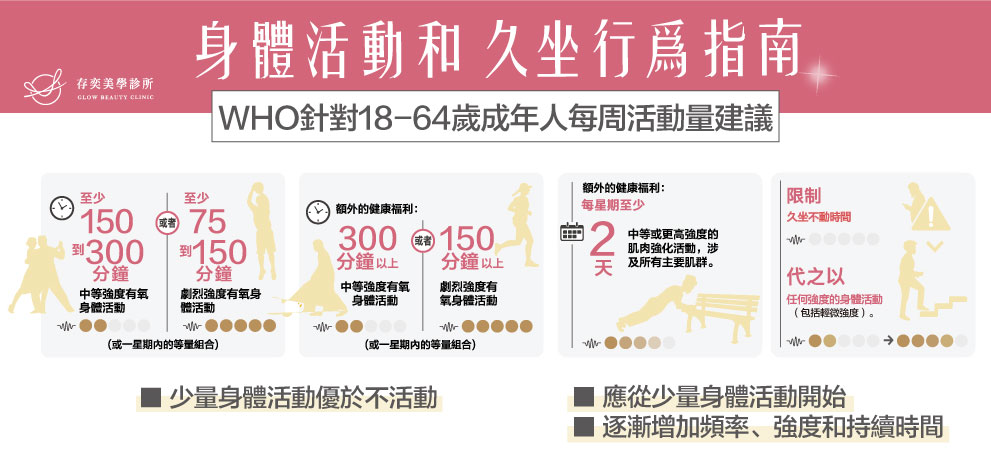 身體活動和 久坐行爲指南
存奕美學診所
GLOW BEAUTY CLINIC
WHO針對18-64歲成年人每周活動量建議
至少
150
到300
分鐘
中等強度有氧
身體活動
或者
至少
75
到150
分鐘
劇烈強度有氧身
體活動
(或一星期內的等量組合)
額外的健康福利:
300
分鐘以上
中等強度有氧
身體活動
或者
150
分鐘以上
劇烈強度有
氧身體活動
(或一星期內的等量組合)
額外的健康福利:
每星期至少
2
天
中等或更高強度的
肌肉強化活動，涉
及所有主要肌群。
限制
久坐不動時間
代之以
任何強度的身體活動
（包括輕微強度）。
■ 少量身體活動優於不活動
■ 應從少量身體活動開始
■ 逐漸增加頻率、強度和持續時間